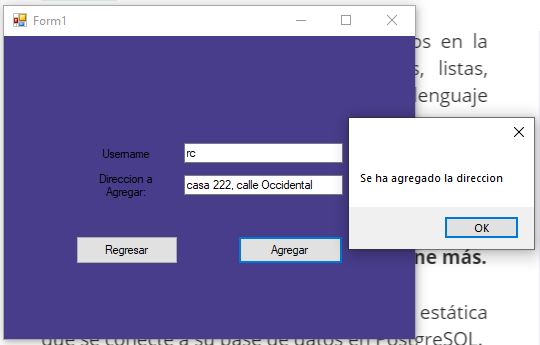 Form1
os en la
s, listas,
lenguaje
Username
rc
Direccion a
Agregar:
casa 222, calle Occidental
Se ha agregado la direccion
OK
Regresar
Agregar
ne más.
estática
que se conecte a su base de datos en PostgreSQL.